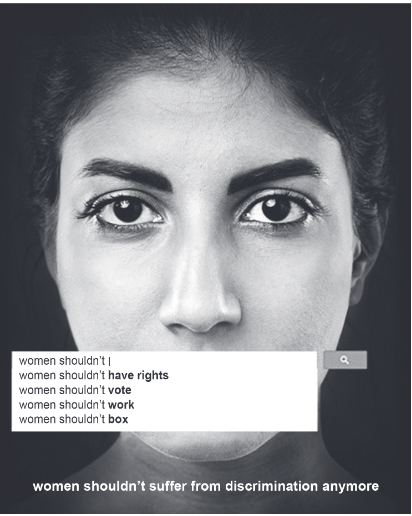 women shouldn't |
women shouldn't have rights
women shouldn't vote
women shouldn't work
women shouldn't box
women shouldn't suffer from discrimination anymore